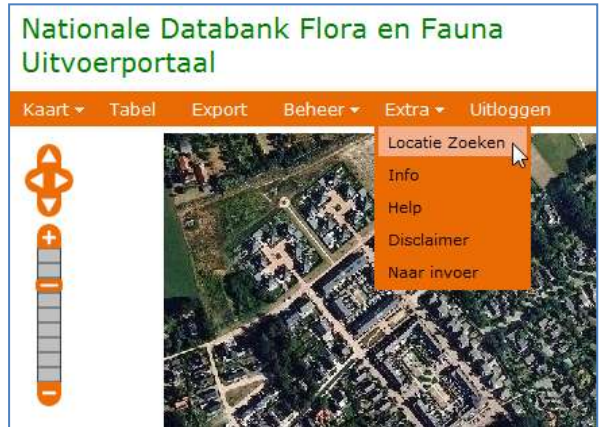 Nationale Databank Flora en Fauna
Uitvoerportaal
Kaart Tabel Export Beheer Extra Uitloggen
Locatie Zoeken
Info
Help
Disclaimer
Naar invoer